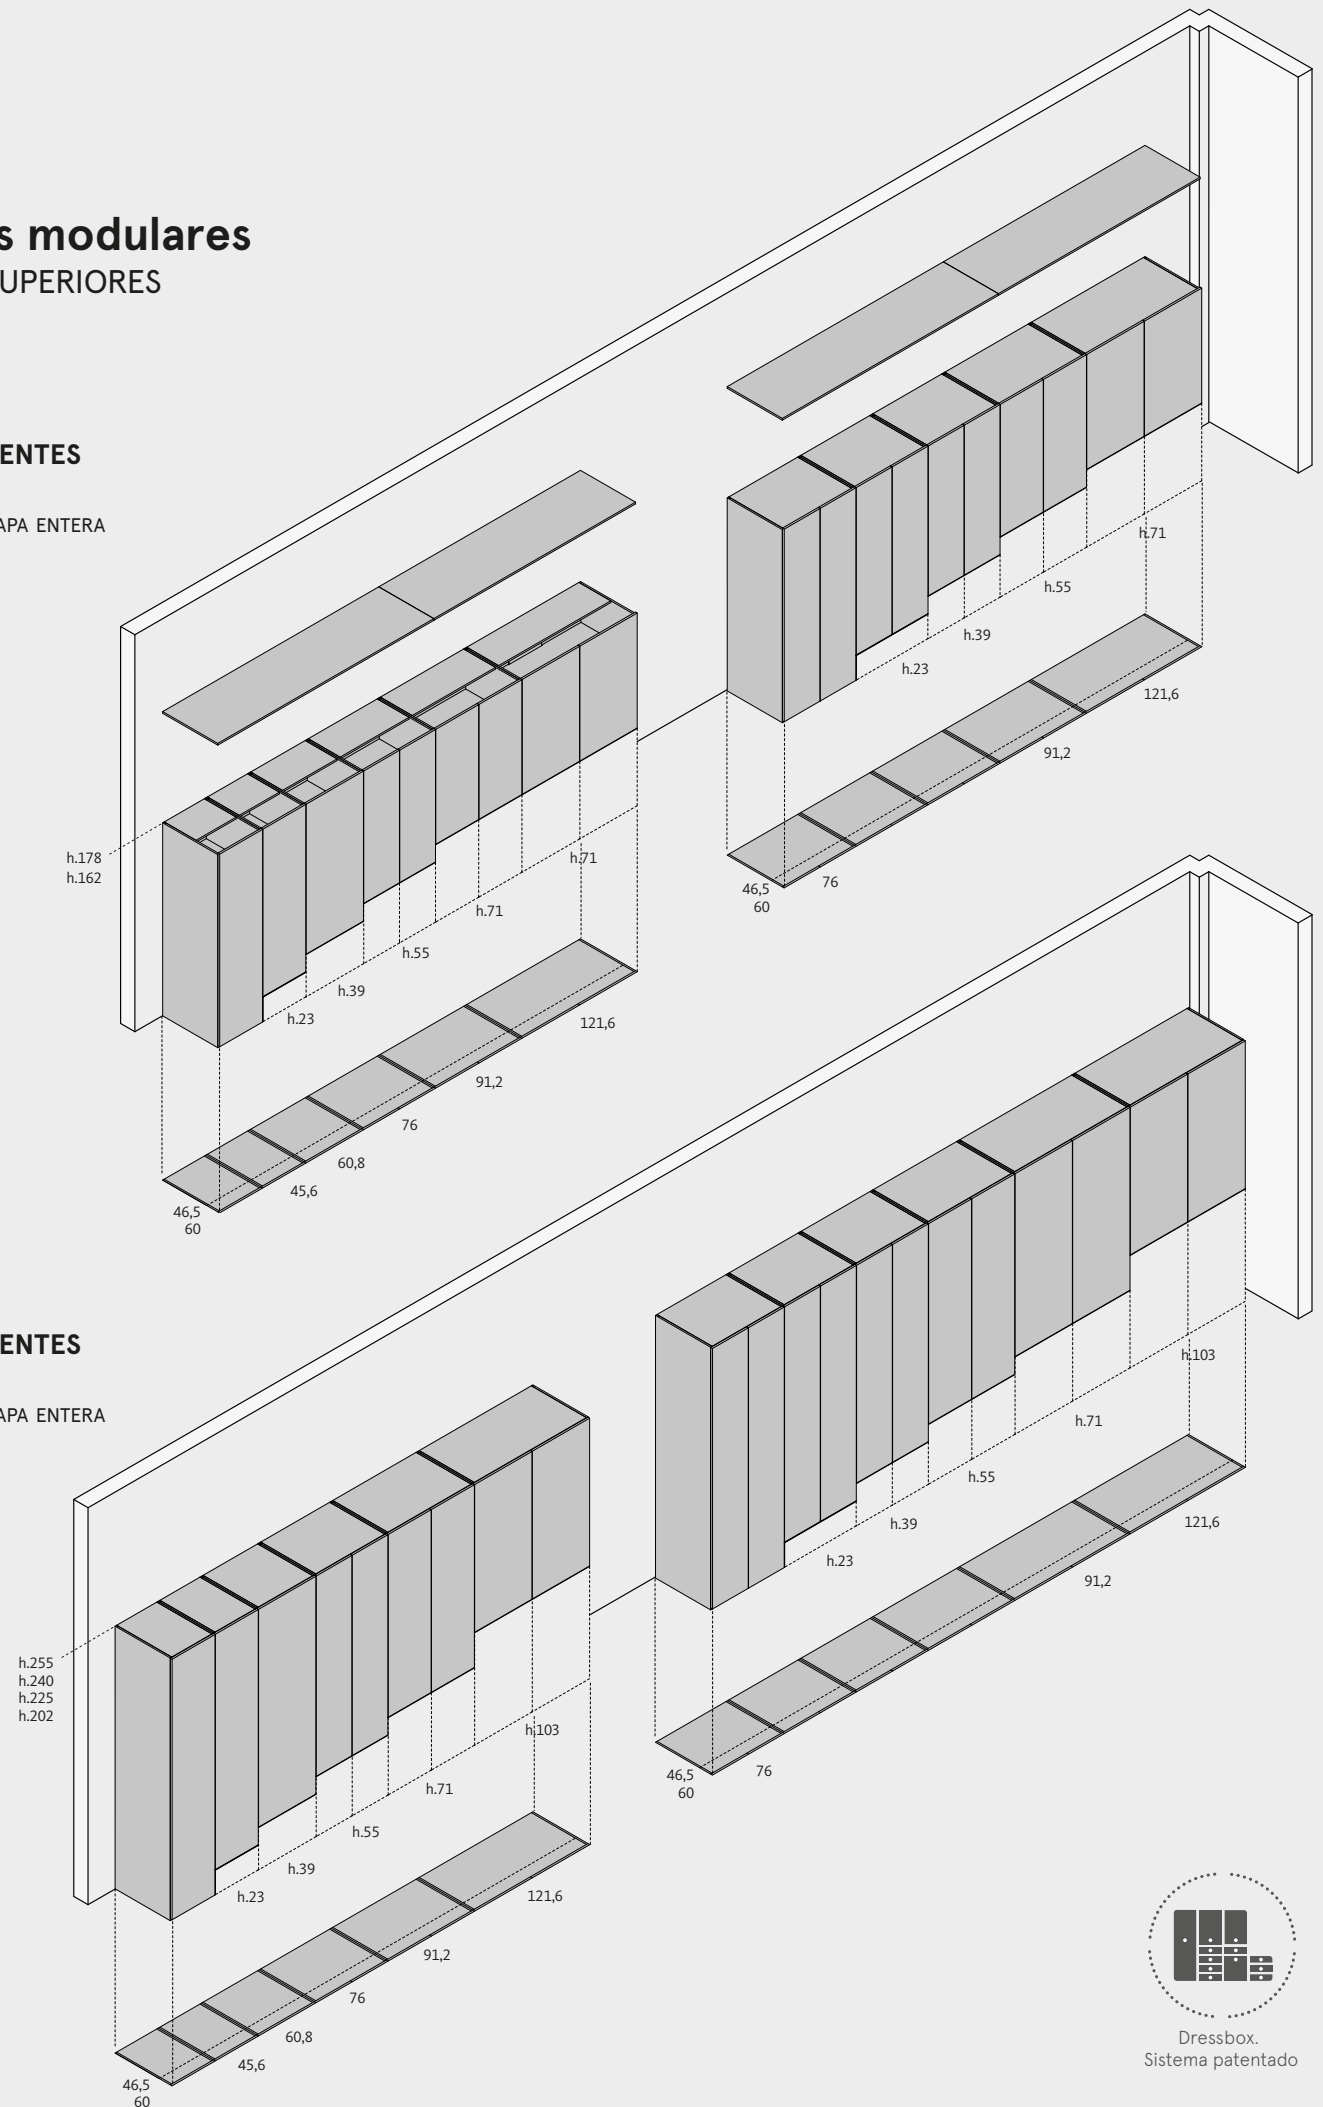 s modulares
UPERIORES
ENTES
APA ENTERA
h.71
h.55
h.39
h.23
121,6
91,2
76
46,5
60
h.178
h.162
h.71
h.71
h.55
h.39
h.23
121,6
91,2
76
60,8
45,6
46,5
60
ENTES
APA ENTERA
h.103
h.71
h.55
h.39
h.23
121,6
91,2
76
46,5
60
h.255
h.240
h.225
h.202
h.103
h.71
h.55
h.39
h.23
121,6
91,2
76
60,8
45,6
46,5
60
Dressbox.
Sistema patentado